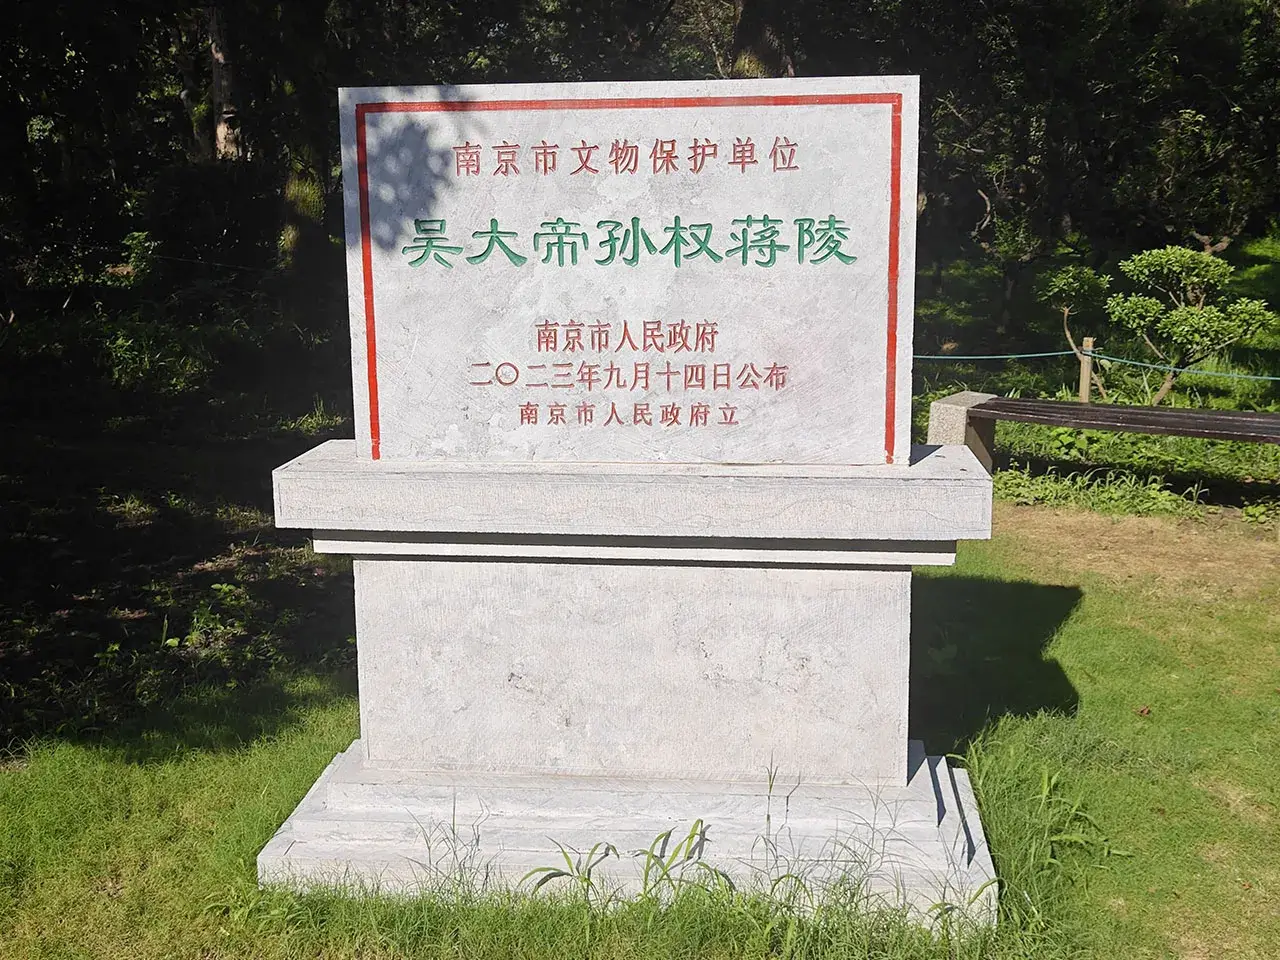 南京市文物保护单位
吴大帝孙权蒋陵
南京市人民政府
二〇二三年九月十四日公布
南京市人民政府立